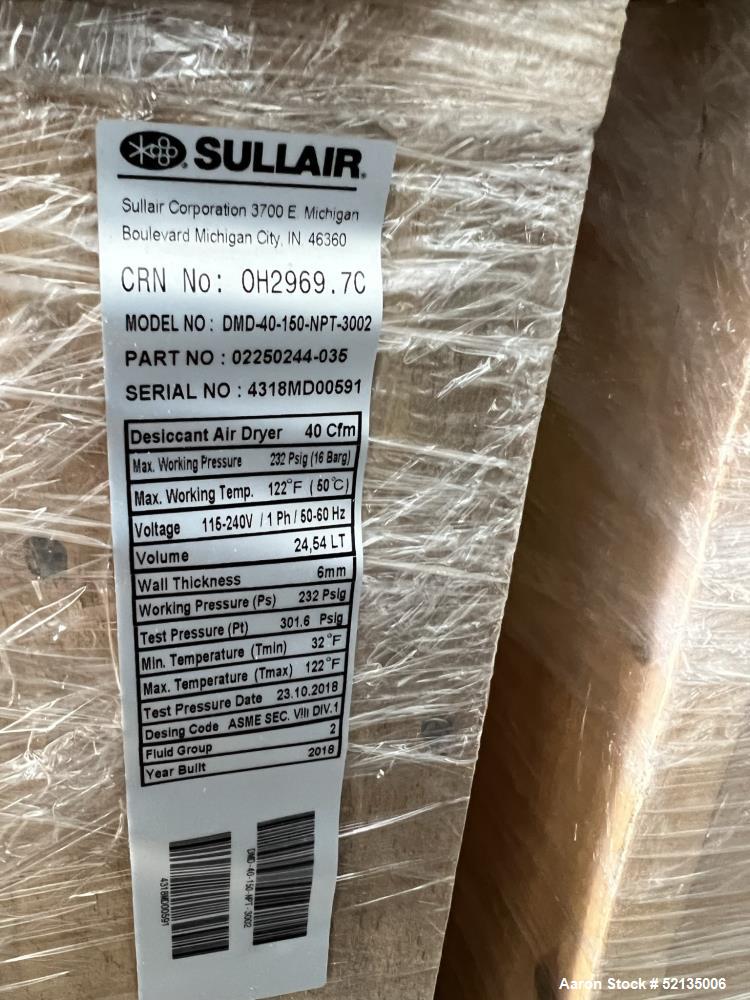 SULLAIR
Sullair Corporation 3700 E. Michigan
Boulevard Michigan City, IN. 46360
CRN No: 0H2969.7C
MODEL NO : DMD-40-150-NPT-3002
PART NO : 02250244-035
SERIAL NO : 4318MD00591
Desiccant Air Dryer 40 Cfm
Max. Working Pressure 232 Psig (16 Barg)
Max. Working Temp. 122°F (50°C)
Voltage 115-240V / 1 Ph / 50-60 Hz
Volume 24,54 LT
Wall Thickness 6mm
Working Pressure (Ps) 232 Psig
Test Pressure (Pt) 301.6 Psig
Min. Temperature (Tmin) 32°F
Max. Temperature (Tmax) 122°F
Test Pressure Date 23.10.2018
Desing Code ASME SEC. VIII DIV.1
Fluid Group 2
Year Built 2018
4318MD00591
DMD-40-150-NPT-3002
Aaron Stock # 52135006